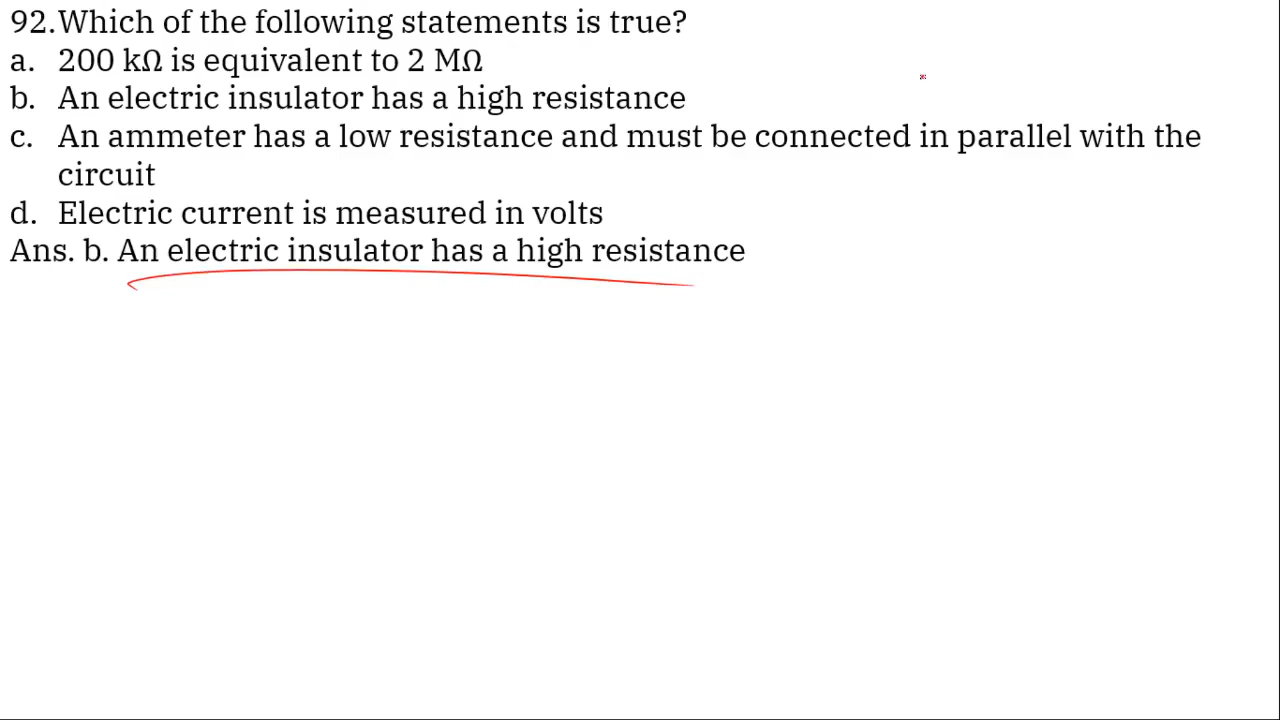 92.Which of the following statements is true?
a. 200 kΩ is equivalent to 2 MΩ
b. An electric insulator has a high resistance
c. An ammeter has a low resistance and must be connected in parallel with the
circuit
d. Electric current is measured in volts
Ans. b. An electric insulator has a high resistance